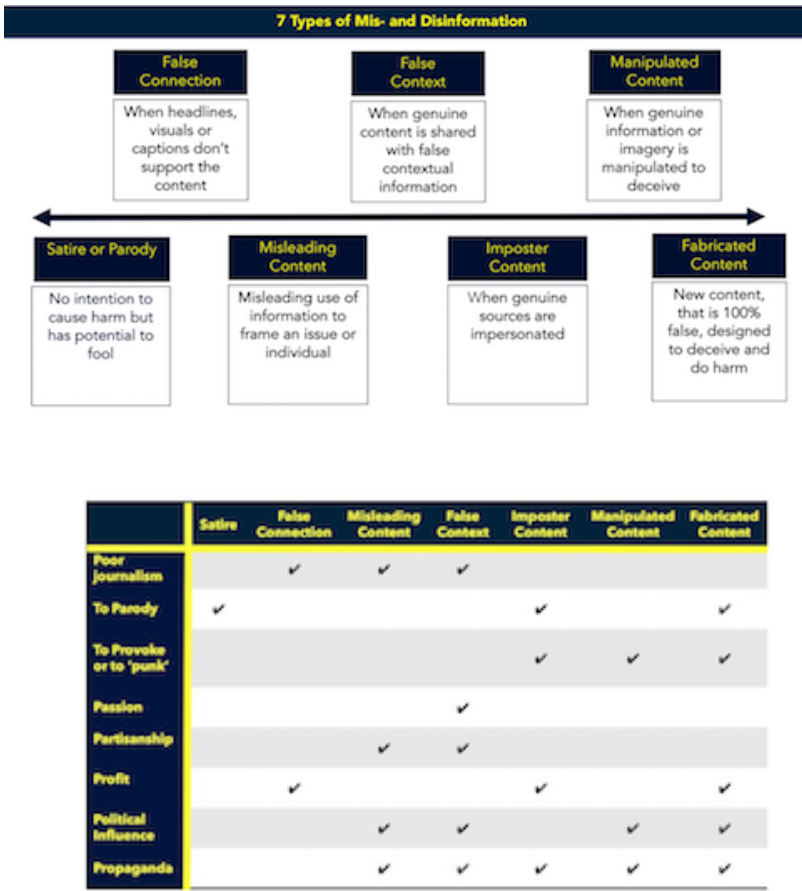 7 Types of Mis- and Disinformation
False
Connection
When headlines,
visuals or
captions don't
support the
content
False
Context
When genuine
content is shared
with false
contextual
information
Manipulated
Content
When genuine
information or
imagery is
manipulated to
deceive
Satire or Parody
No intention to
cause harm but
has potential to
fool
Misleading
Content
Misleading use of
information to
frame an issue or
individual
Imposter
Content
When genuine
sources are
impersonated
Fabricated
Content
New content,
that is 100%
false, designed
to deceive and
do harm
Satire
False
Connection
Misleading
Content
False
Context
Imposter
Content
Manipulated
Content
Fabricated
Content
Poor
journalism
✔ ✔ ✔
To Parody
✔ ✔ ✔
To Provoke
or to 'punk'
✔ ✔ ✔
Passion
✔
Partisanship
✔ ✔
Profit
✔ ✔ ✔
Political
Influence
✔ ✔ ✔ ✔
Propaganda
✔ ✔ ✔ ✔ ✔